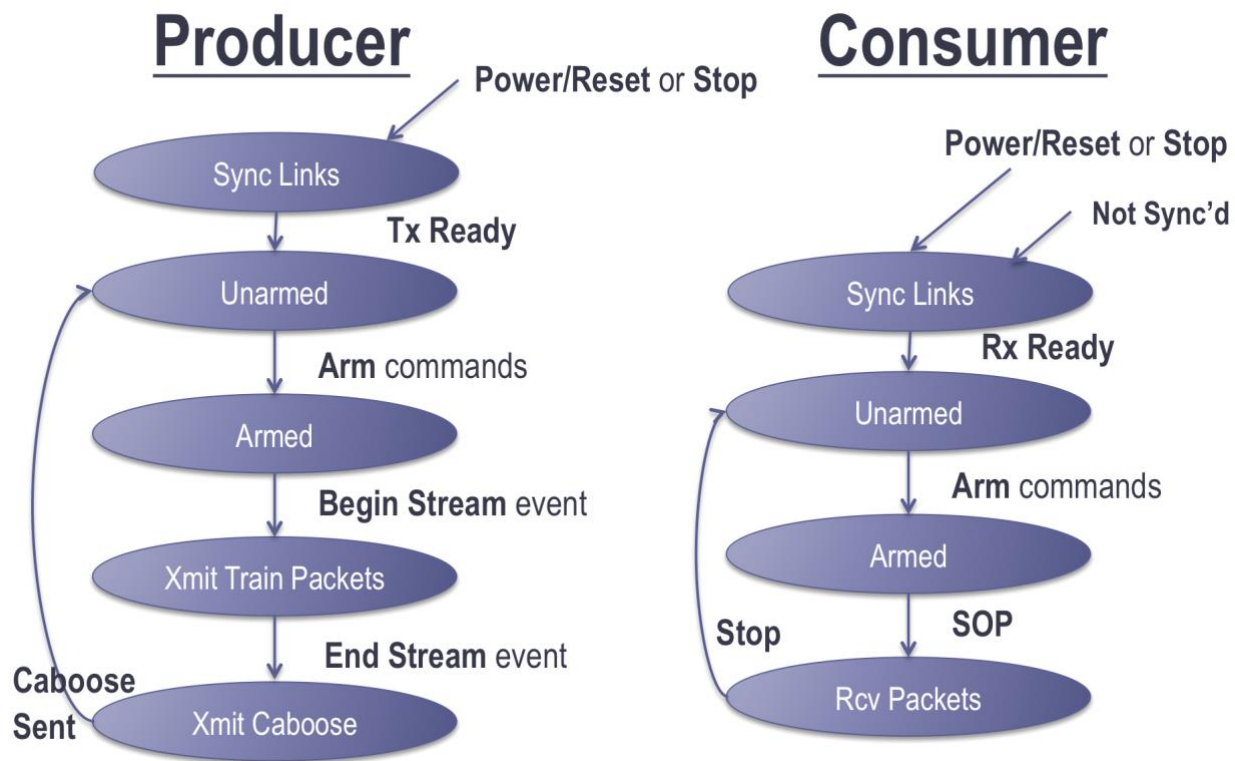 Producer
Power/Reset or Stop
Sync Links
Tx Ready
Unarmed
Arm commands
Armed
Begin Stream event
Xmit Train Packets
End Stream event
Caboose
Sent
Xmit Caboose
Consumer
Power/Reset or Stop
Not Sync'd
Sync Links
Rx Ready
Unarmed
Arm commands
Armed
SOP
Stop
Rcv Packets